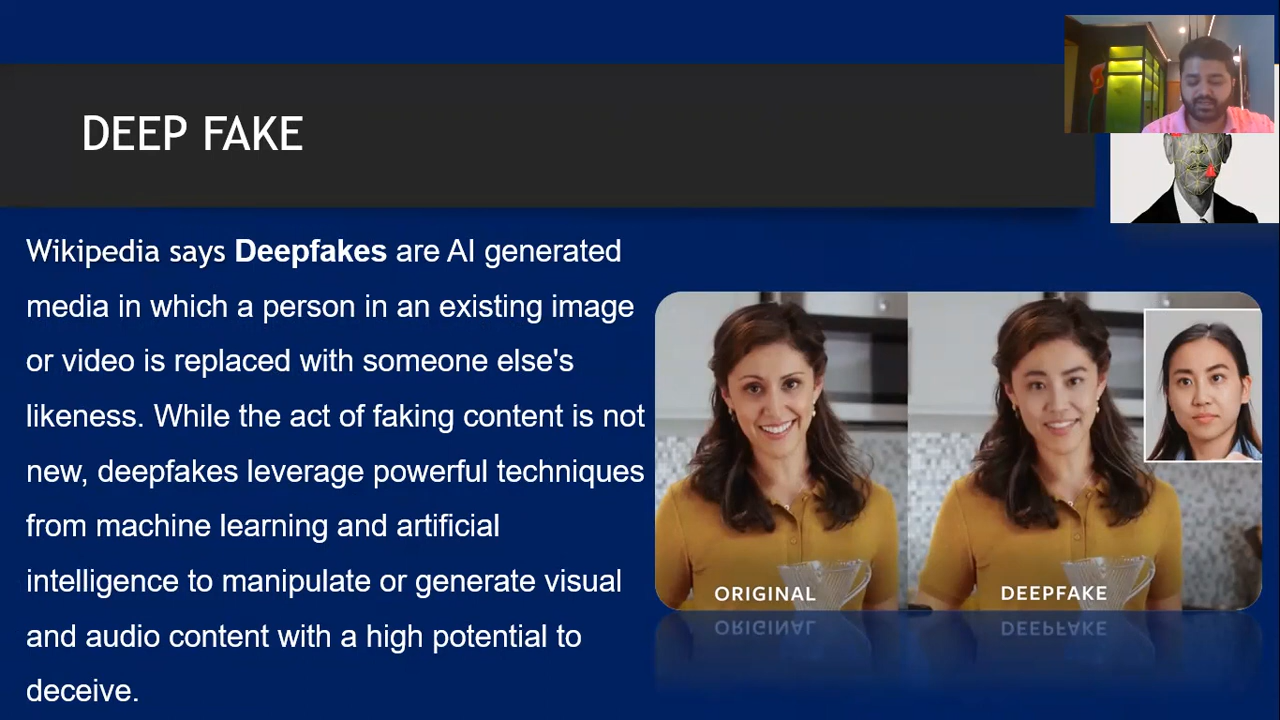 DEEP FAKE
Wikipedia says Deepfakes are AI generated
media in which a person in an existing image
or video is replaced with someone else's
likeness. While the act of faking content is not
new, deepfakes leverage powerful techniques
from machine learning and artificial
intelligence to manipulate or generate visual
and audio content with a high potential to
deceive.
ORIGINAL
DEEPFAKE
ORIGINAL
DEEPFAKE